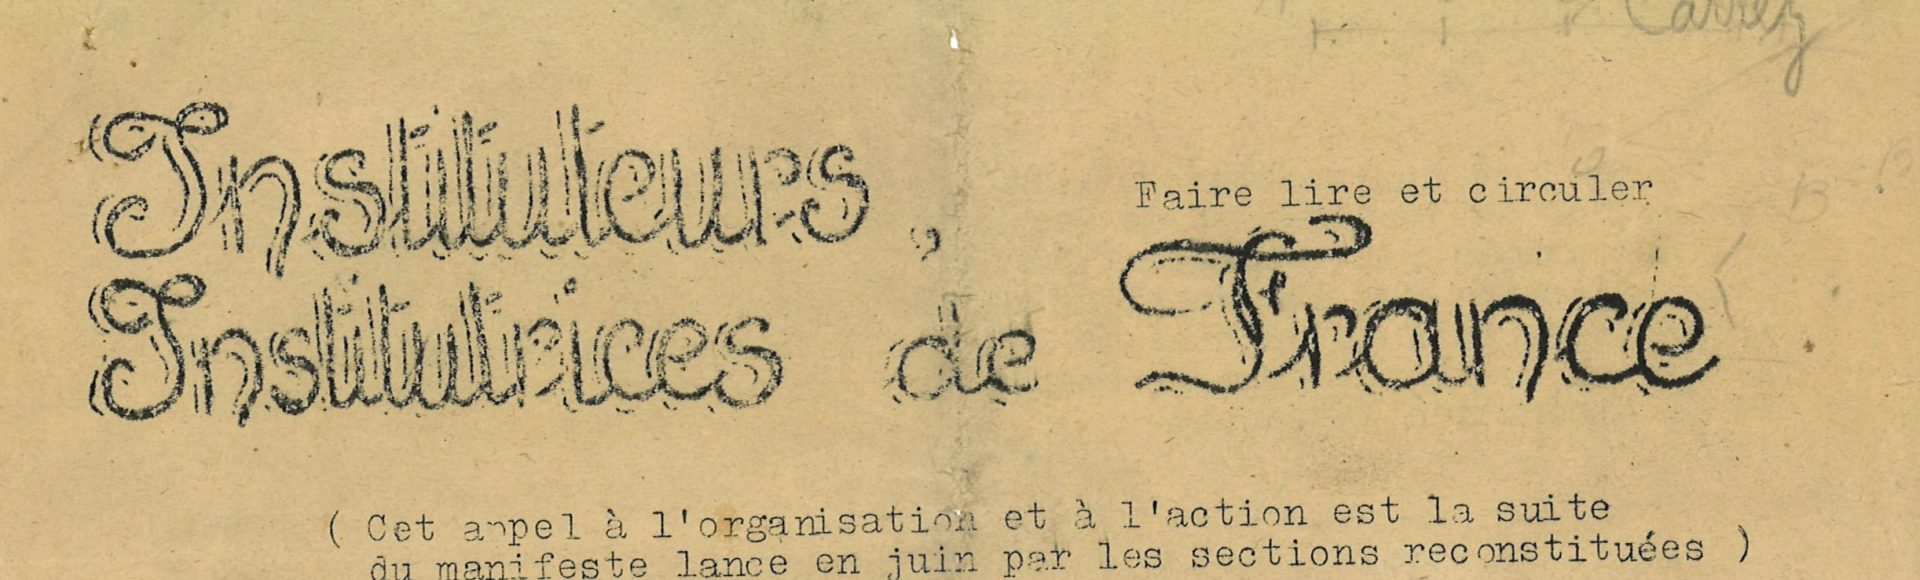 Carrez
Instituteurs,
Faire lire et circuler
Institutrices de France
( Cet appel à l'organisation et à l'action est la suite
du manifeste lance en juin par les sections reconstituées )